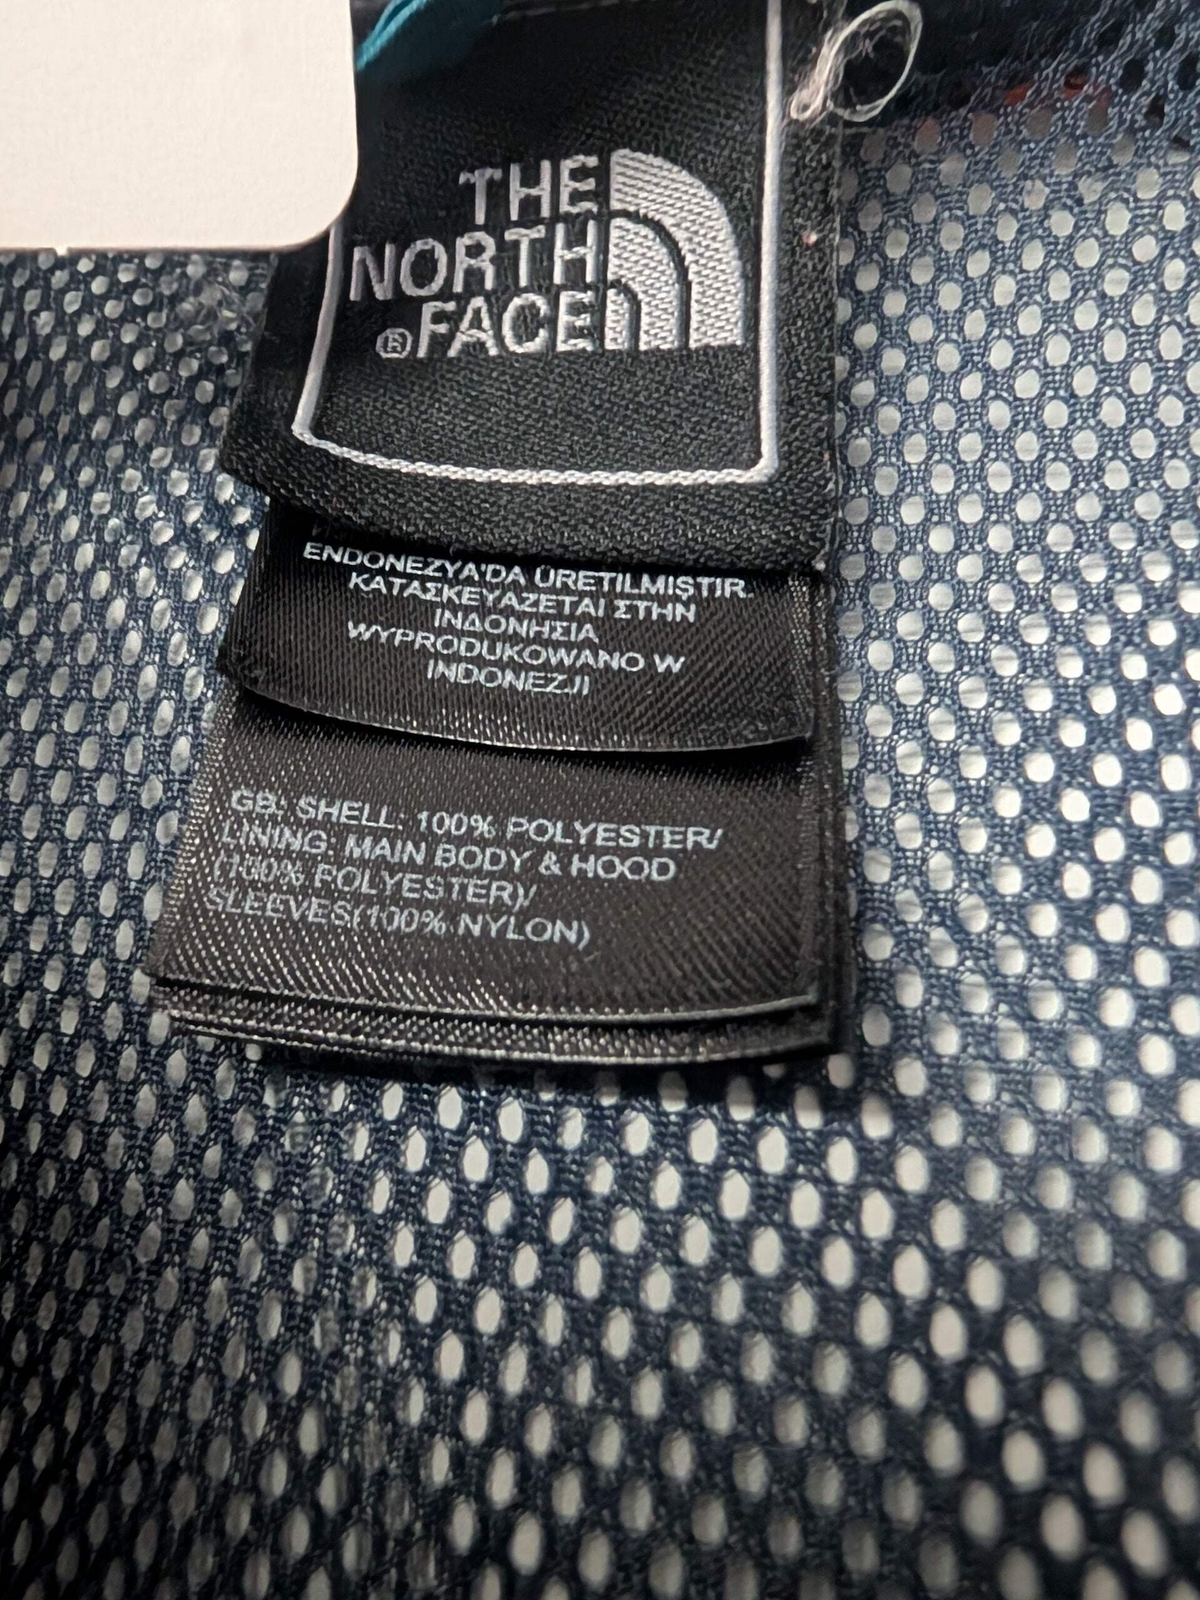 THE
NORTH
®FACE
ENDONEZYA'DA ÜRETILMIŞTIR.
ΚΑΤΑΣΚΕΥΑΖΕΤΑΙ ΣΤΗΝ
ΙΝΔΟΝΗΣΙΑ
WYPRODUKOWANO W
INDONEZJI
GB: SHELL: 100% POLYESTER/
LINING: MAIN BODY & HOOD
(100% POLYESTER)/
SLEEVES(100% NYLON)